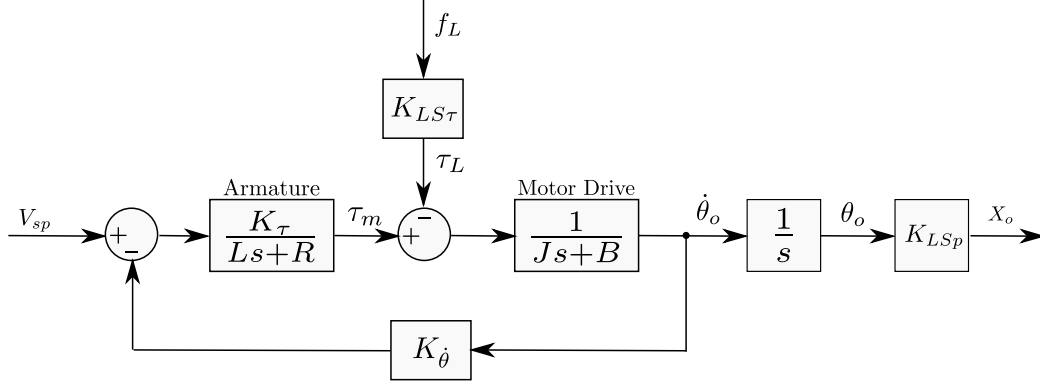 f_L
K_{LSτ}
τ_L
Armature
Motor Drive
V_{sp}
+
−
K_τ
Ls+R
τ_m
+
−
1
Js+B
θ̇_o
1
s
θ_o
K_{LSp}
X_o
K_{θ̇}